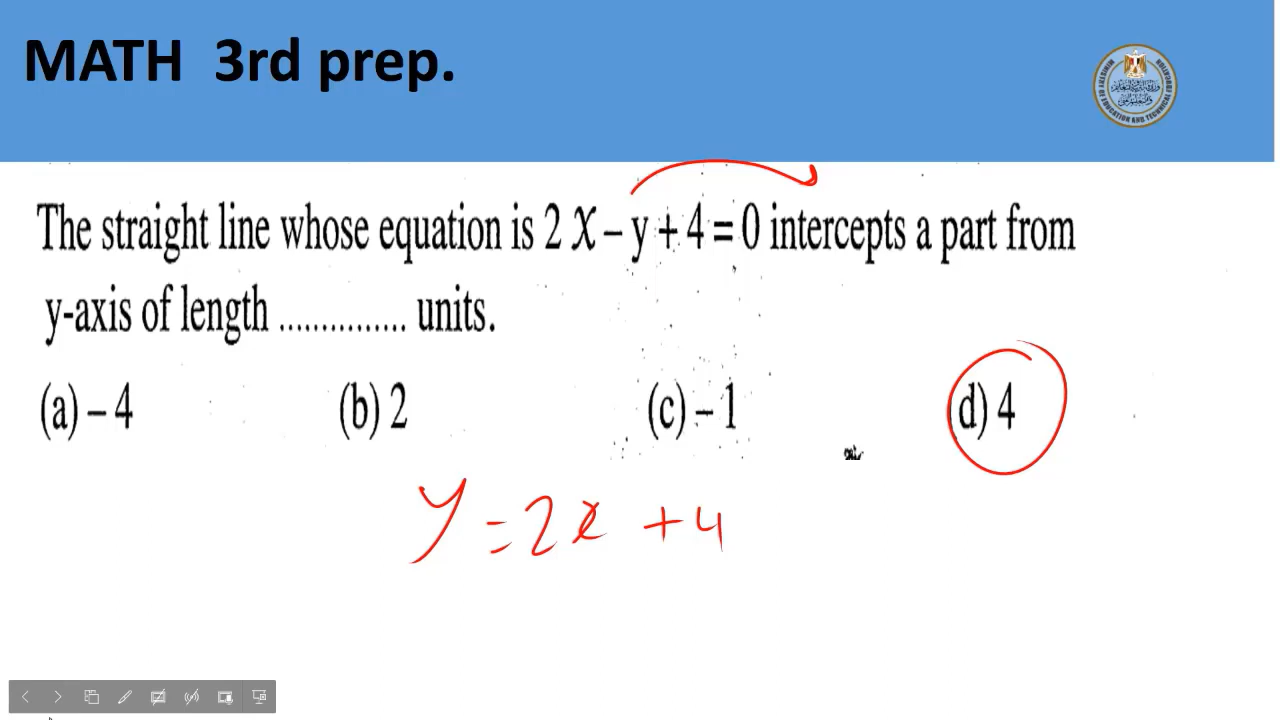 MATH 3rd prep.
The straight line whose equation is 2 X – y + 4 = 0 intercepts a part from
y-axis of length ............... units.
(a) – 4 (b) 2 (c) – 1 d) 4
y = 2x + 4